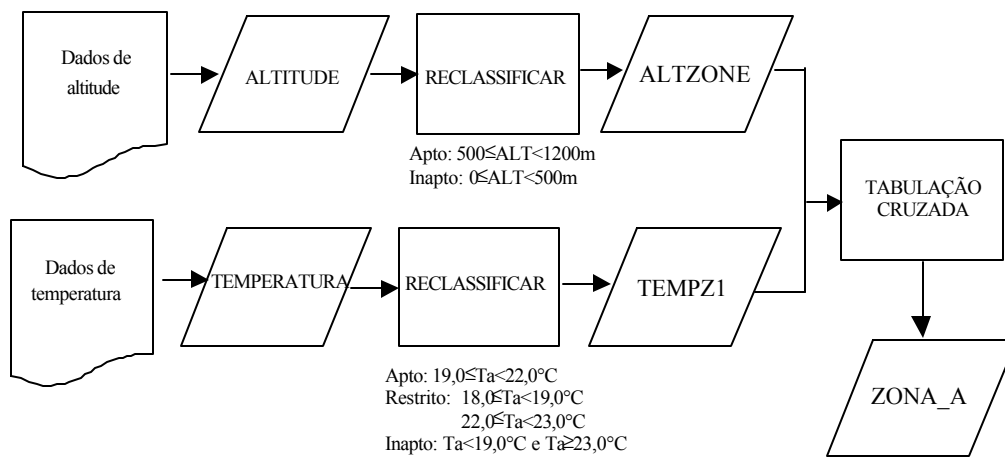 Dados de
altitude
ALTITUDE
RECLASSIFICAR
ALTZONE
Apto: 500≤ALT<1200m
Inapto: 0≤ALT<500m
TABULAÇÃO
CRUZADA
Dados de
temperatura
TEMPERATURA
RECLASSIFICAR
TEMPZ1
Apto: 19,0≤Ta<22,0°C
Restrito: 18,0≤Ta<19,0°C
22,0≤Ta<23,0°C
Inapto: Ta<19,0°C e Ta≥23,0°C
ZONA_A